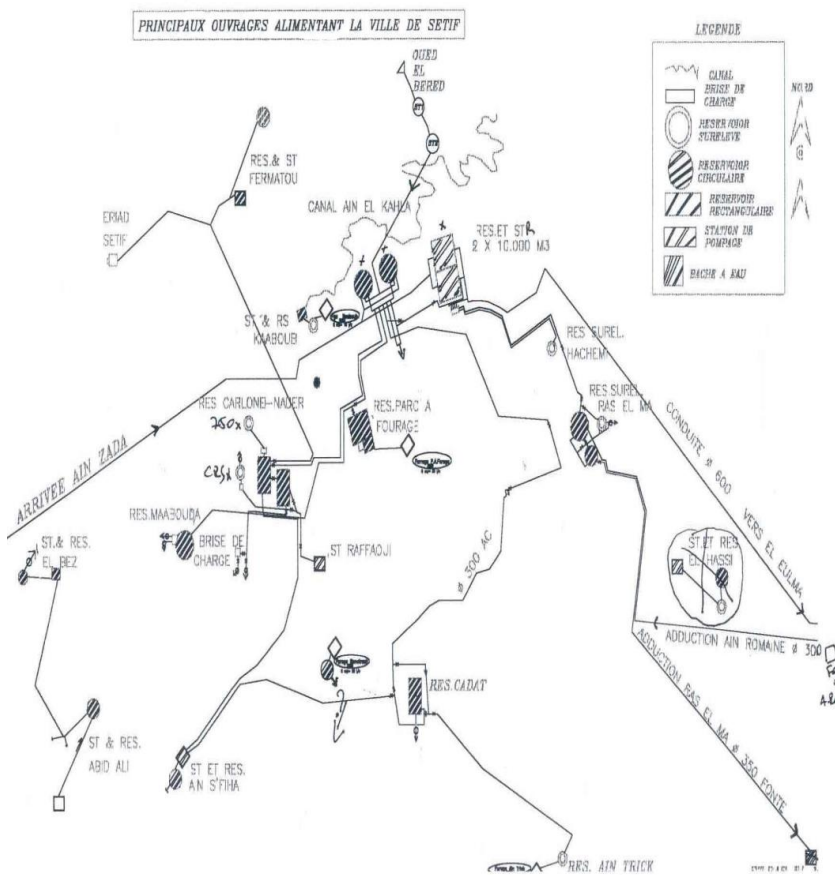 PRINCIPAUX OUVRAGES ALIMENTANT LA VILLE DE SETIF
LEGENDE
CANAL
BRISE DE
CHARGE
RESERVOIR
SURELEVE
RESERVOIR
CIRCULAIRE
RESERVOIR
RECTANGULAIRE
STATION DE
POMPAGE
BACHE A EAU
NORD
OUED
EL
BERED
RES.& ST
FERMATOU
ERIAD
SETIF
CANAL AIN EL KAHLA
RES.ET STR
2 X 10.000 M3
ST & RS
KAABOUB
RES SUREL.
HACHEMI
RES.SUREL.
RAS EL MA
RES CARLONEI-NADER
750x
RES.PARC A
FOURAGE
ARRIVEE AIN ZADA
CONDUITE ø 600 VERS EL EULMA
RES.MAABOUDA
BRISE DE
CHARGE
ST RAFFAOJI
ST.& RES.
EL BEZ
ø 300 AC
ST.ET RES
EL HASSI
ADDUCTION AIN ROMAINE ø 300
ADDUCTION RAS EL MA ø 350 FONTE
RES.CADAT
ST & RES.
ABID ALI
ST ET RES.
AIN S'FIHA
RES. AIN TRICK